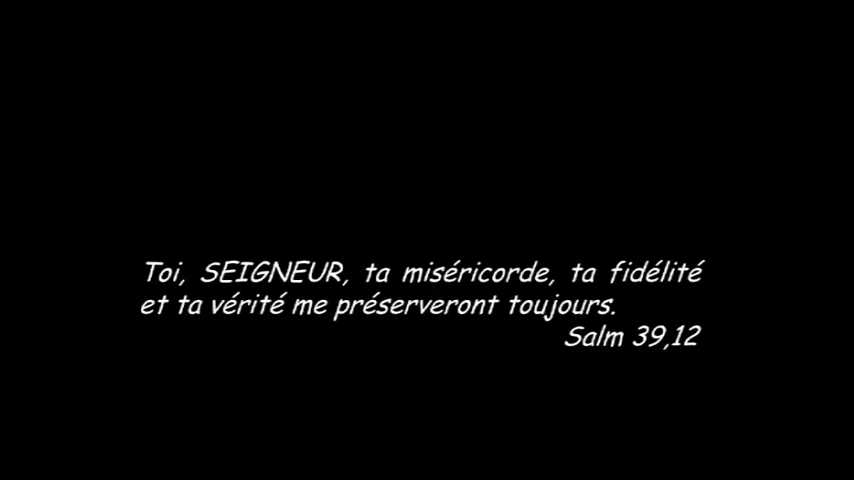 Toi, SEIGNEUR, ta miséricorde, ta fidélité
et ta vérité me préserveront toujours.
Salm 39,12